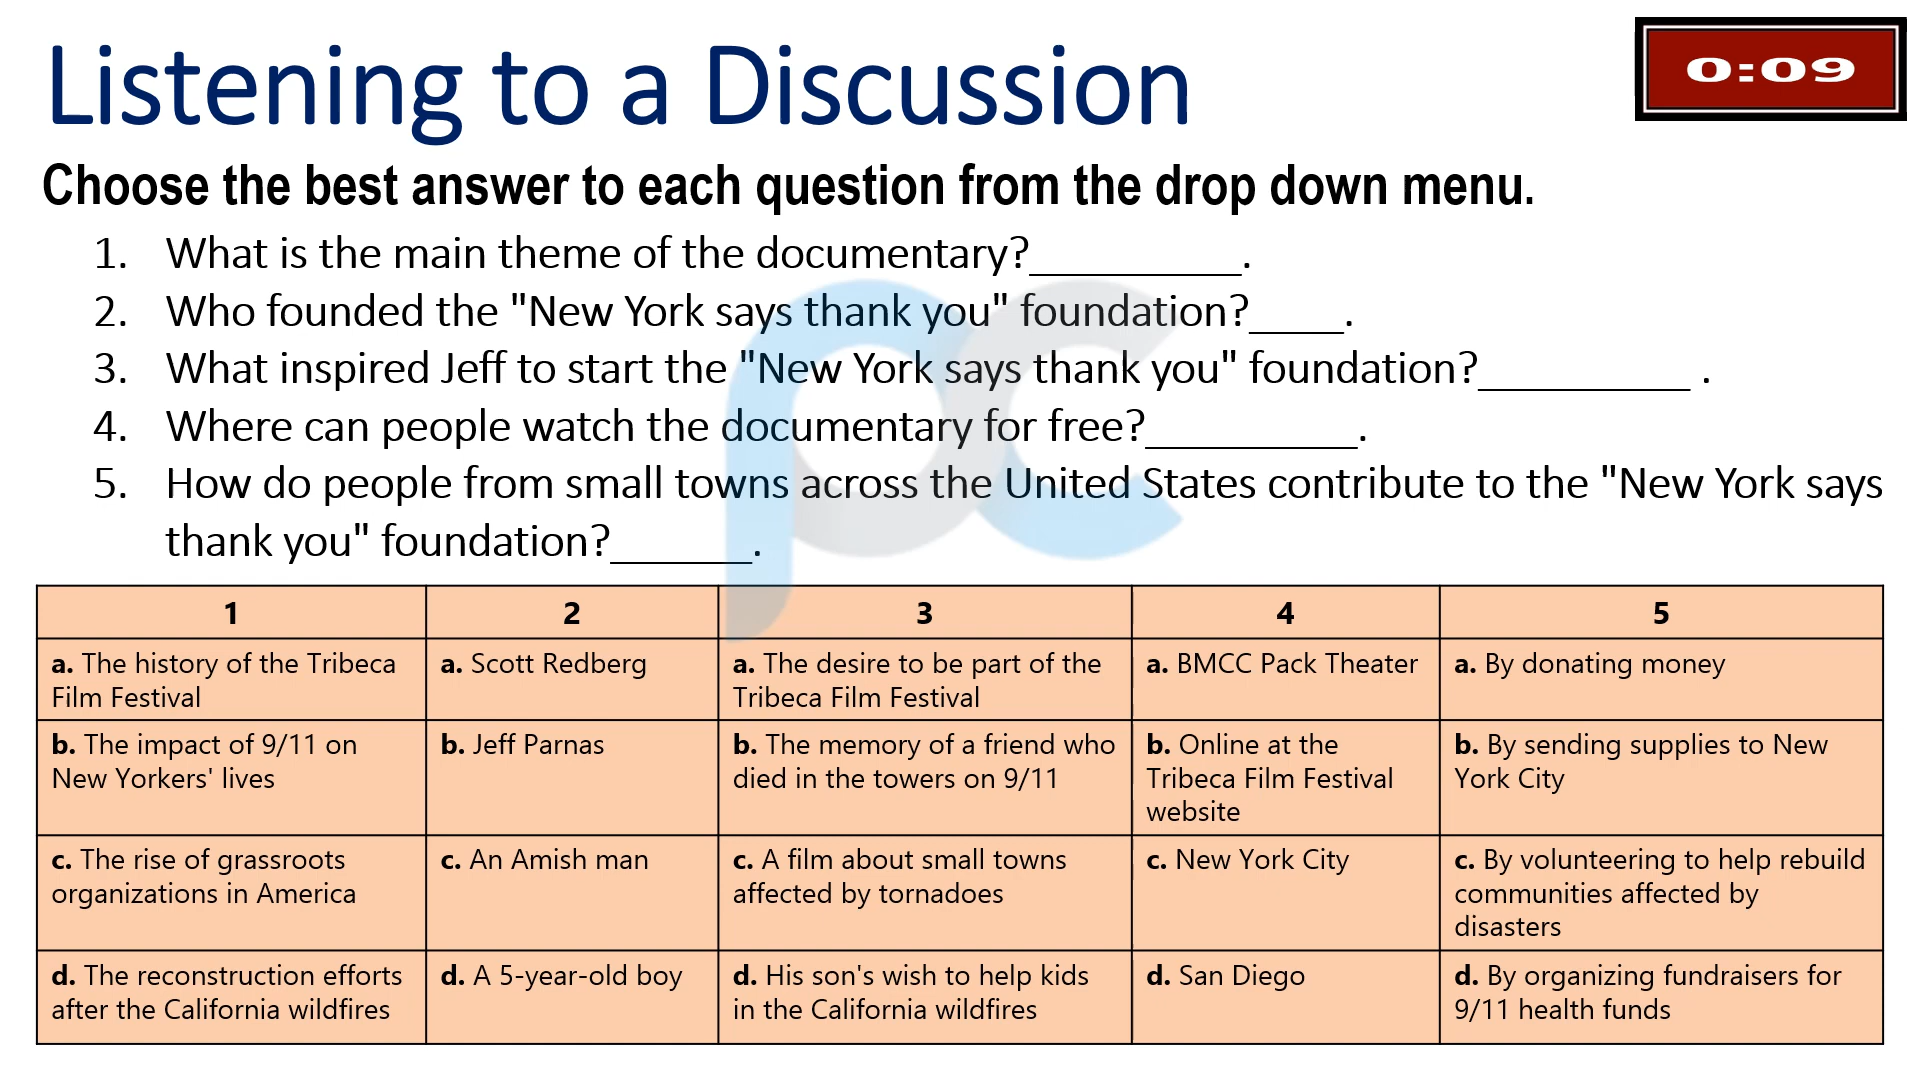 Listening to a Discussion
0:09
Choose the best answer to each question from the drop down menu.
1. What is the main theme of the documentary?_________.
2. Who founded the "New York says thank you" foundation?____.
3. What inspired Jeff to start the "New York says thank you" foundation?_________ .
4. Where can people watch the documentary for free?_________.
5. How do people from small towns across the United States contribute to the "New York says
thank you" foundation?______.
1 2 3 4 5
a. The history of the Tribeca
Film Festival
a. Scott Redberg
a. The desire to be part of the
Tribeca Film Festival
a. BMCC Pack Theater
a. By donating money
b. The impact of 9/11 on
New Yorkers' lives
b. Jeff Parnas
b. The memory of a friend who
died in the towers on 9/11
b. Online at the
Tribeca Film Festival
website
b. By sending supplies to New
York City
c. The rise of grassroots
organizations in America
c. An Amish man
c. A film about small towns
affected by tornadoes
c. New York City
c. By volunteering to help rebuild
communities affected by
disasters
d. The reconstruction efforts
after the California wildfires
d. A 5-year-old boy
d. His son's wish to help kids
in the California wildfires
d. San Diego
d. By organizing fundraisers for
9/11 health funds